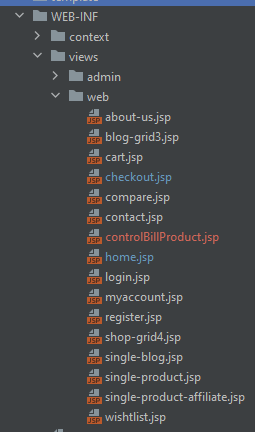 WEB-INF
context
views
admin
web
about-us.jsp
blog-grid3.jsp
cart.jsp
checkout.jsp
compare.jsp
contact.jsp
controlBillProduct.jsp
home.jsp
login.jsp
myaccount.jsp
register.jsp
shop-grid4.jsp
single-blog.jsp
single-product.jsp
single-product-affiliate.jsp
wishtlist.jsp